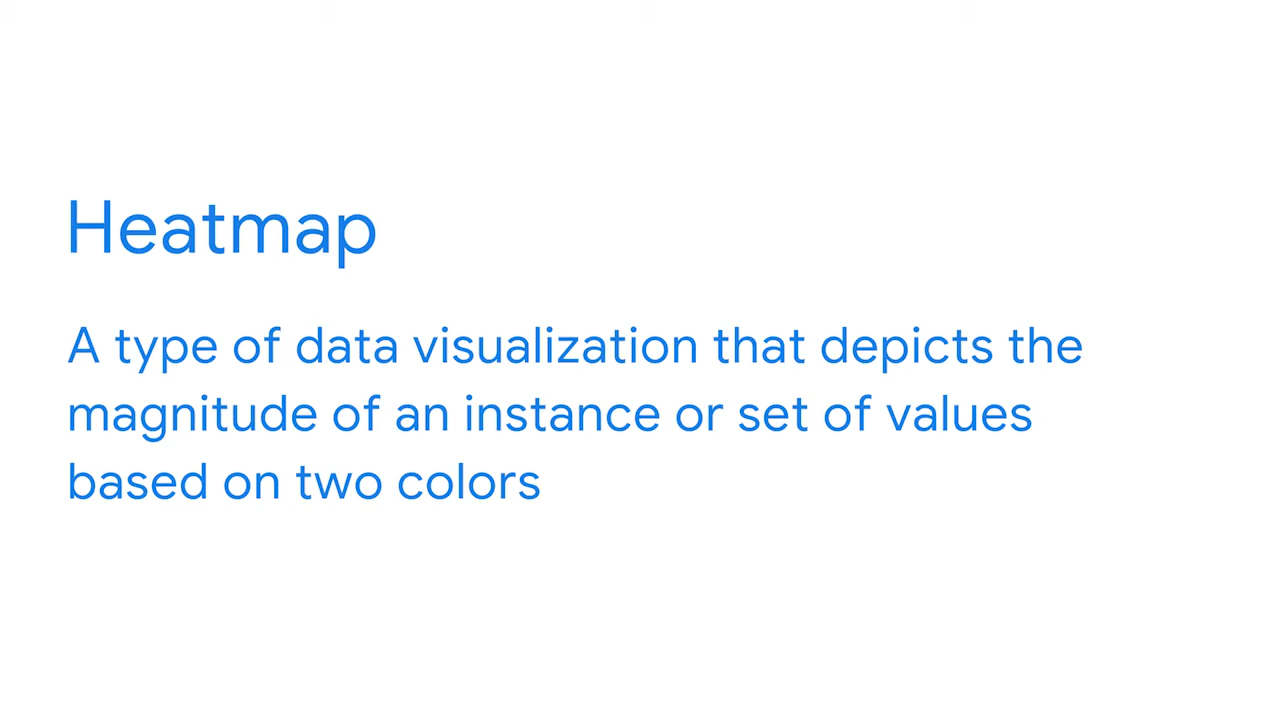 Heatmap
A type of data visualization that depicts the
magnitude of an instance or set of values
based on two colors